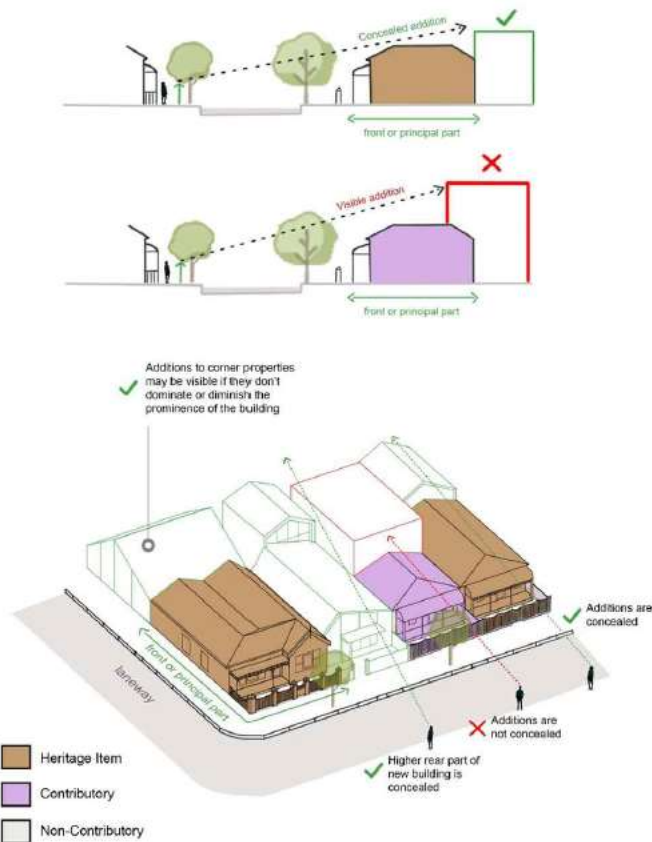 Concealed addition
front or principal part
Visible addition
front or principal part
Additions to corner properties
may be visible if they don't
dominate or diminish the
prominence of the building
front or principal part
laneway
Additions are
concealed
Additions are
not concealed
Higher rear part of
new building is
concealed
Heritage Item
Contributory
Non-Contributory